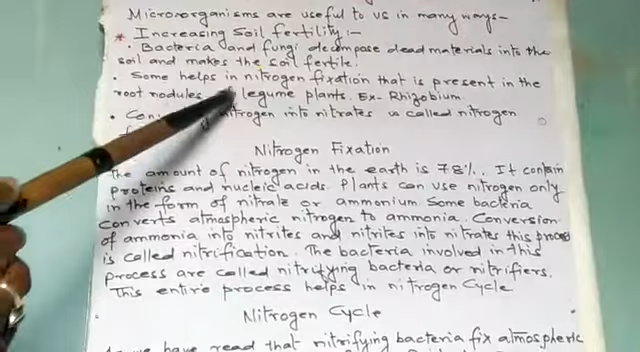 Microorganisms are useful to us in many ways-
* Increasing Soil fertility:-
• Bacteria and fungi decompose dead materials into the
soil and makes the soil fertile.
• Some helps in nitrogen fixation that is present in the
root nodules legume plants. Ex- Rhizobium.
• nitrogen into nitrates is called nitrogen
Nitrogen Fixation
The amount of nitrogen in the earth is 78%. It contain
proteins and nucleic acids. Plants can use nitrogen only
in the form of nitrate or ammonium Some bacteria
converts atmospheric nitrogen to ammonia. Conversion
of ammonia into nitrites and nitrites into nitrates this process
is called nitrification. The bacteria involved in this
process are called nitrifying bacteria or nitrifiers.
This entire process helps in nitrogen Cycle
Nitrogen Cycle
we have read that nitrifying bacteria fix atmospheric